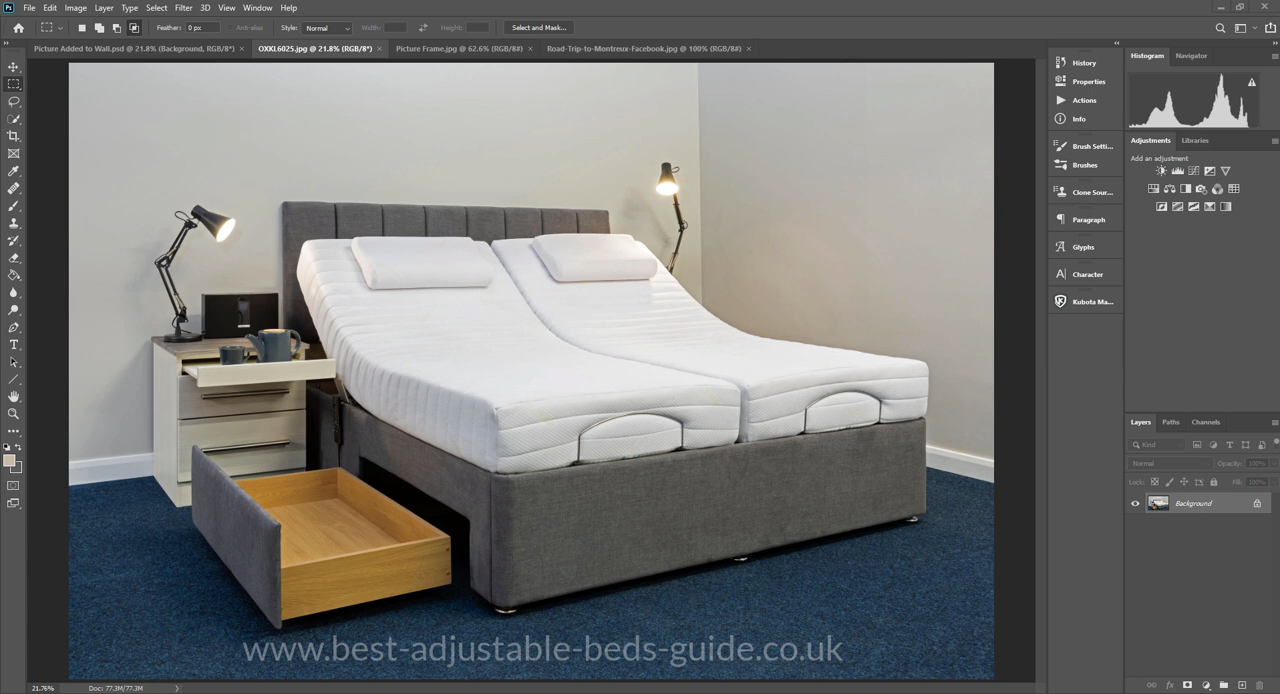 Ps File Edit Image Layer Type Select Filter 3D View Window Help
Feather: 0 px Anti-alias Style: Normal Width: Height: Select and Mask...
Picture Added to Wall.psd @ 21.8% (Background, RGB/8*) × OXKL6025.jpg @ 21.8% (RGB/8*) × Picture Frame.jpg @ 62.6% (RGB/8#) × Road-Trip-to-Montreux-Facebook.jpg @ 100% (RGB/8#) ×
History
Properties
Actions
Info
Brush Setti...
Brushes
Clone Sour...
Paragraph
Glyphs
Character
Kubota Ma...
Histogram Navigator
Adjustments Libraries
Add an adjustment
Layers Paths Channels
Kind
Normal Opacity: 100%
Lock: Fill: 100%
Background
www.best-adjustable-beds-guide.co.uk
21.76% Doc: 77.3M/77.3M